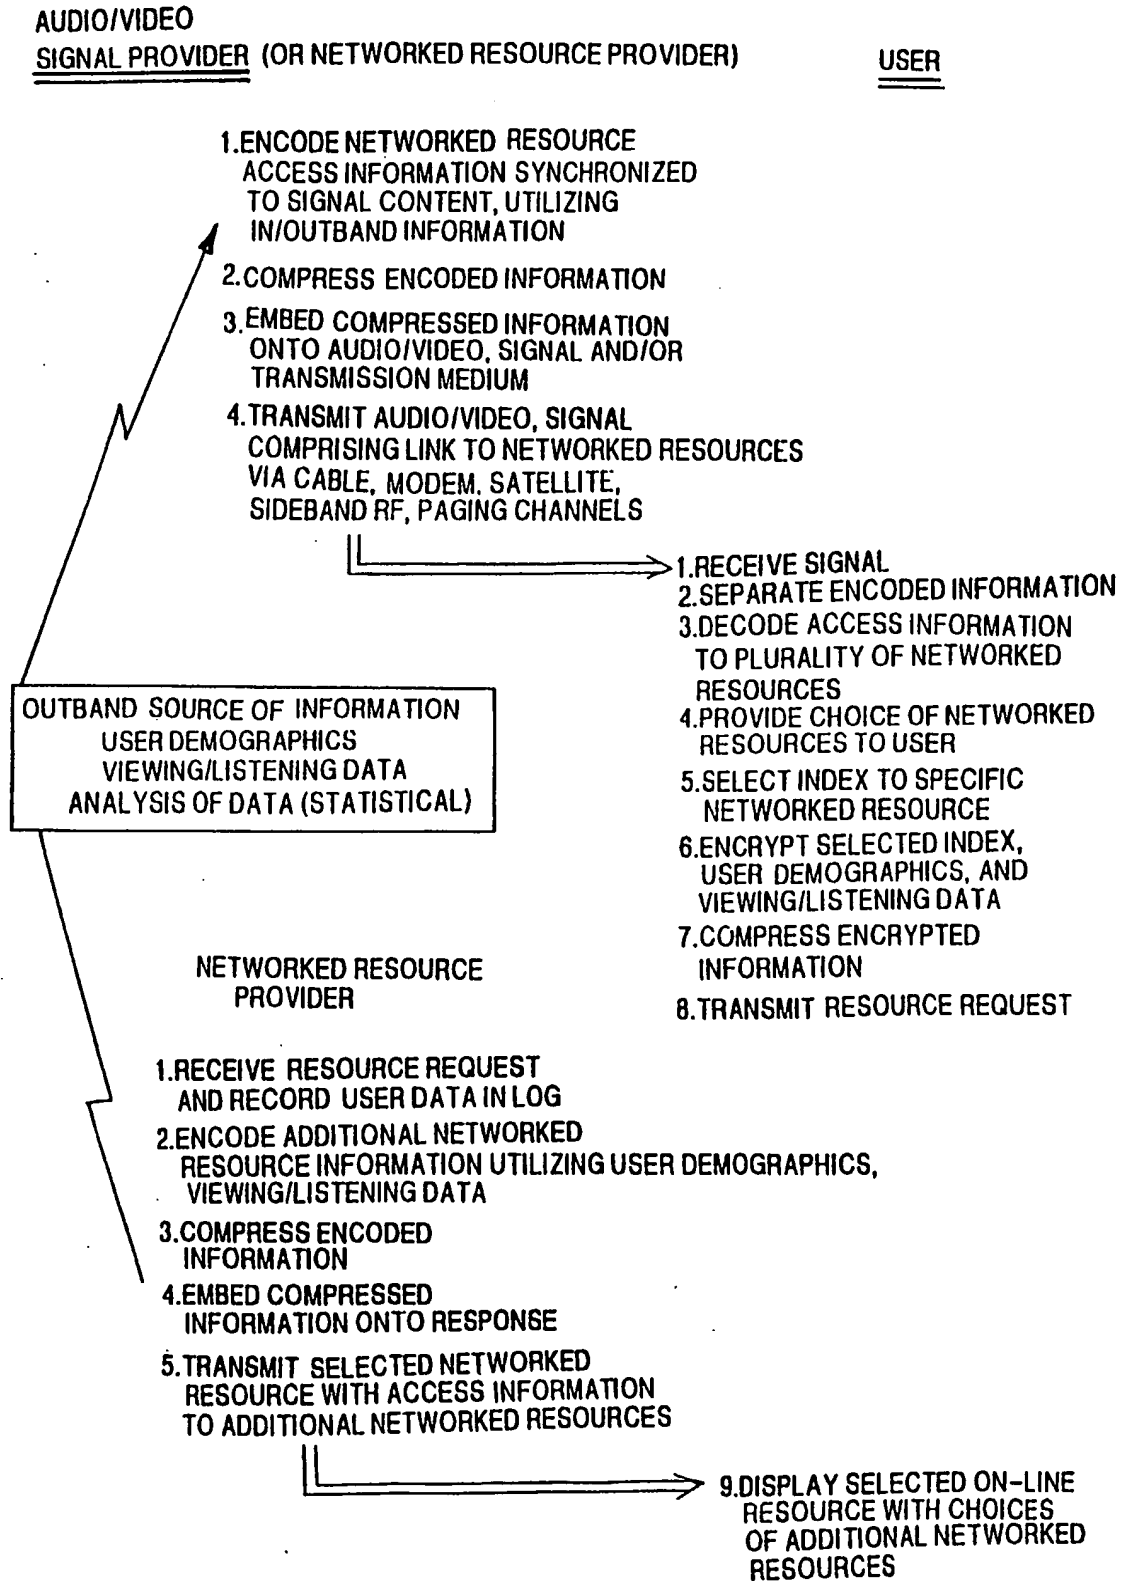 AUDIO/VIDEO
SIGNAL PROVIDER (OR NETWORKED RESOURCE PROVIDER)
USER
1.ENCODE NETWORKED RESOURCE
ACCESS INFORMATION SYNCHRONIZED
TO SIGNAL CONTENT, UTILIZING
IN/OUTBAND INFORMATION
2.COMPRESS ENCODED INFORMATION
3.EMBED COMPRESSED INFORMATION
ONTO AUDIO/VIDEO, SIGNAL AND/OR
TRANSMISSION MEDIUM
4.TRANSMIT AUDIO/VIDEO, SIGNAL
COMPRISING LINK TO NETWORKED RESOURCES
VIA CABLE, MODEM. SATELLITE,
SIDEBAND RF, PAGING CHANNELS
1.RECEIVE SIGNAL
2.SEPARATE ENCODED INFORMATION
3.DECODE ACCESS INFORMATION
TO PLURALITY OF NETWORKED
RESOURCES
4.PROVIDE CHOICE OF NETWORKED
RESOURCES TO USER
5.SELECT INDEX TO SPECIFIC
NETWORKED RESOURCE
6.ENCRYPT SELECTED INDEX,
USER DEMOGRAPHICS, AND
VIEWING/LISTENING DATA
7.COMPRESS ENCRYPTED
INFORMATION
8.TRANSMIT RESOURCE REQUEST
OUTBAND SOURCE OF INFORMATION
USER DEMOGRAPHICS
VIEWING/LISTENING DATA
ANALYSIS OF DATA (STATISTICAL)
NETWORKED RESOURCE
PROVIDER
1.RECEIVE RESOURCE REQUEST
AND RECORD USER DATA IN LOG
2.ENCODE ADDITIONAL NETWORKED
RESOURCE INFORMATION UTILIZING USER DEMOGRAPHICS,
VIEWING/LISTENING DATA
3.COMPRESS ENCODED
INFORMATION
4.EMBED COMPRESSED
INFORMATION ONTO RESPONSE
5.TRANSMIT SELECTED NETWORKED
RESOURCE WITH ACCESS INFORMATION
TO ADDITIONAL NETWORKED RESOURCES
9.DISPLAY SELECTED ON-LINE
RESOURCE WITH CHOICES
OF ADDITIONAL NETWORKED
RESOURCES